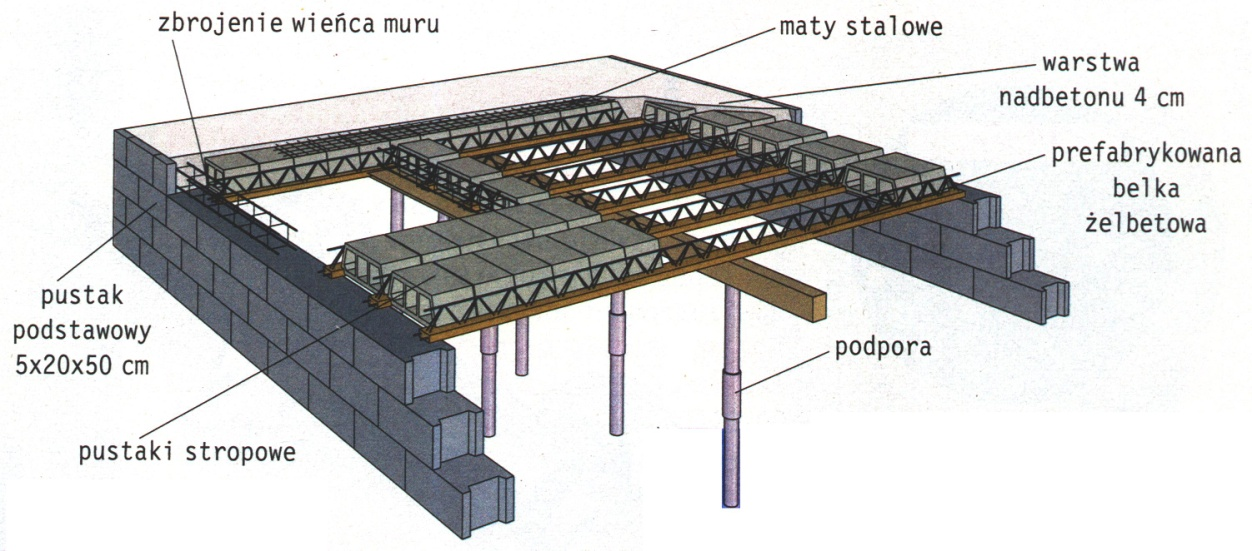 zbrojenie wieńca muru
maty stalowe
warstwa
nadbetonu 4 cm
prefabrykowana
belka
żelbetowa
pustak
podstawowy
5x20x50 cm
podpora
pustaki stropowe